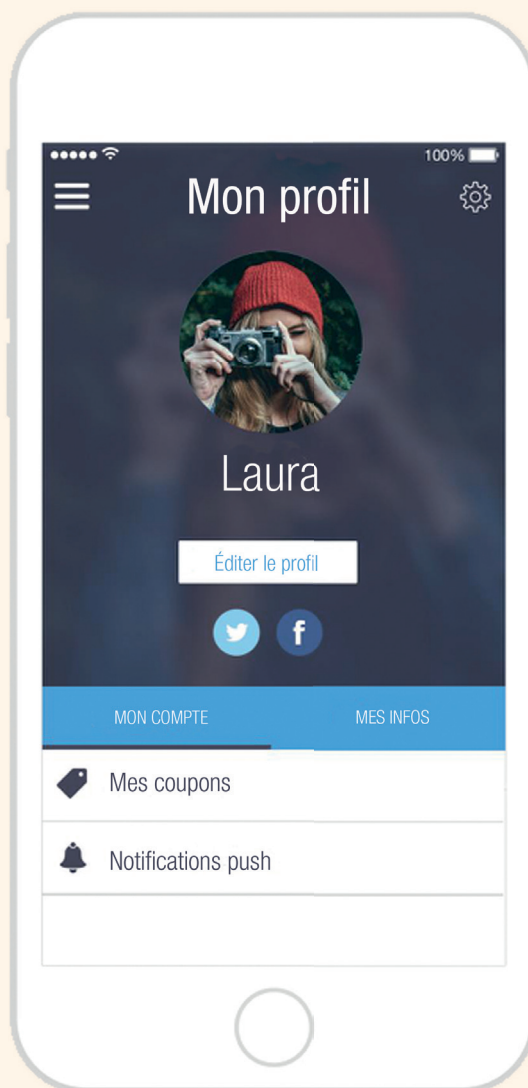 100%
Mon profil
Laura
Éditer le profil
MON COMPTE
MES INFOS
Mes coupons
Notifications push